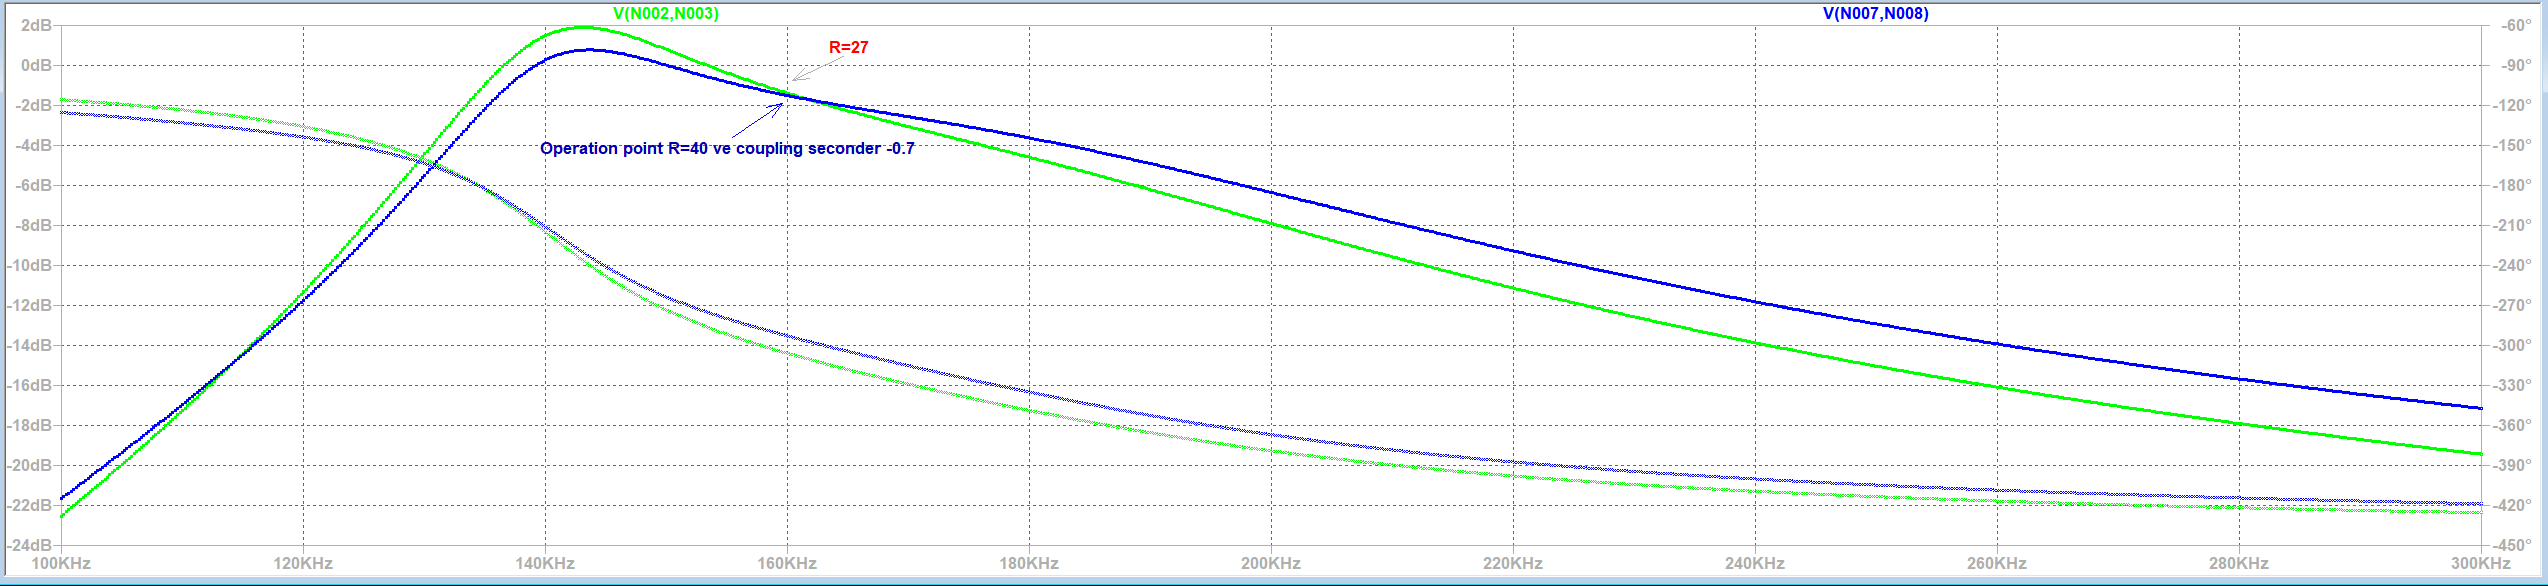 V(N002,N003) V(N007,N008)
2dB -60°
R=27
0dB -90°
-2dB -120°
-4dB Operation point R=40 ve coupling seconder -0.7 -150°
-6dB -180°
-8dB -210°
-10dB -240°
-12dB -270°
-14dB -300°
-16dB -330°
-18dB -360°
-20dB -390°
-22dB -420°
-24dB -450°
100KHz 120KHz 140KHz 160KHz 180KHz 200KHz 220KHz 240KHz 260KHz 280KHz 300KHz